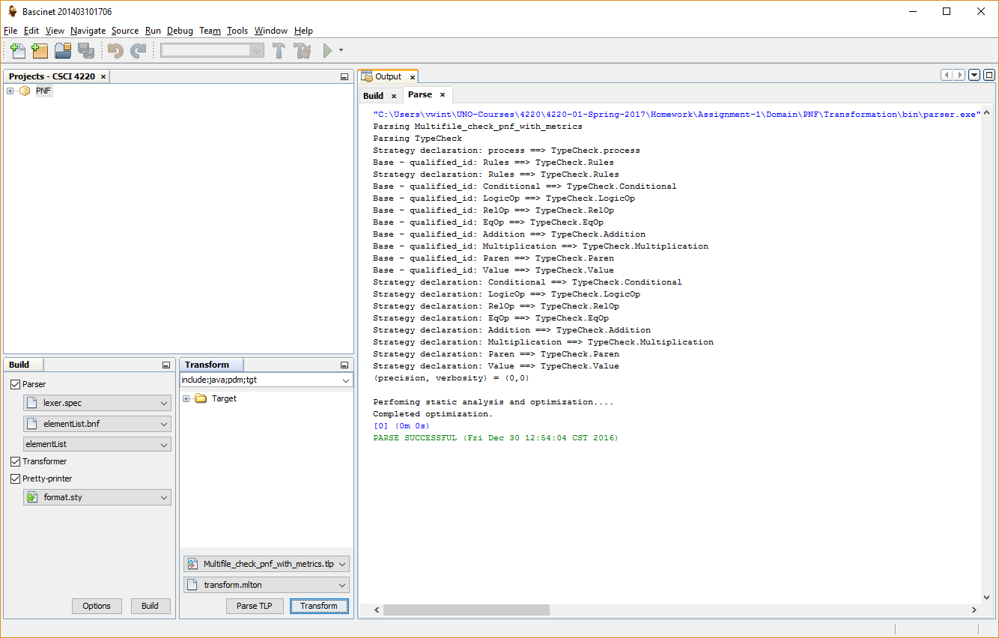 Bascinet 201403101706
File Edit View Navigate Source Run Debug Team Tools Window Help
Projects - CSCI 4220
PNF
Build
Parser
lexer.spec
elementList.bnf
elementList
Transformer
Pretty-printer
format.sty
Options Build
Transform
include:java;pdm;tgt
Target
Multifile_check_pnf_with_metrics.tlp
transform.mlton
Parse TLP Transform
Output
Build Parse
"C:\Users\vwint\UNO-Courses\4220\4220-01-Spring-2017\Homework\Assignment-1\Domain\PNF\Transformation\bin\parser.exe"
Parsing Multifile_check_pnf_with_metrics
Parsing TypeCheck
Strategy declaration: process ==> TypeCheck.process
Base - qualified_id: Rules ==> TypeCheck.Rules
Strategy declaration: Rules ==> TypeCheck.Rules
Base - qualified_id: Conditional ==> TypeCheck.Conditional
Base - qualified_id: LogicOp ==> TypeCheck.LogicOp
Base - qualified_id: RelOp ==> TypeCheck.RelOp
Base - qualified_id: EqOp ==> TypeCheck.EqOp
Base - qualified_id: Addition ==> TypeCheck.Addition
Base - qualified_id: Multiplication ==> TypeCheck.Multiplication
Base - qualified_id: Paren ==> TypeCheck.Paren
Base - qualified_id: Value ==> TypeCheck.Value
Strategy declaration: Conditional ==> TypeCheck.Conditional
Strategy declaration: LogicOp ==> TypeCheck.LogicOp
Strategy declaration: RelOp ==> TypeCheck.RelOp
Strategy declaration: EqOp ==> TypeCheck.EqOp
Strategy declaration: Addition ==> TypeCheck.Addition
Strategy declaration: Multiplication ==> TypeCheck.Multiplication
Strategy declaration: Paren ==> TypeCheck.Paren
Strategy declaration: Value ==> TypeCheck.Value
(precision, verbosity) = (0,0)
Perfoming static analysis and optimization....
Completed optimization.
[0] (0m 0s)
PARSE SUCCESSFUL (Fri Dec 30 12:54:04 CST 2016)